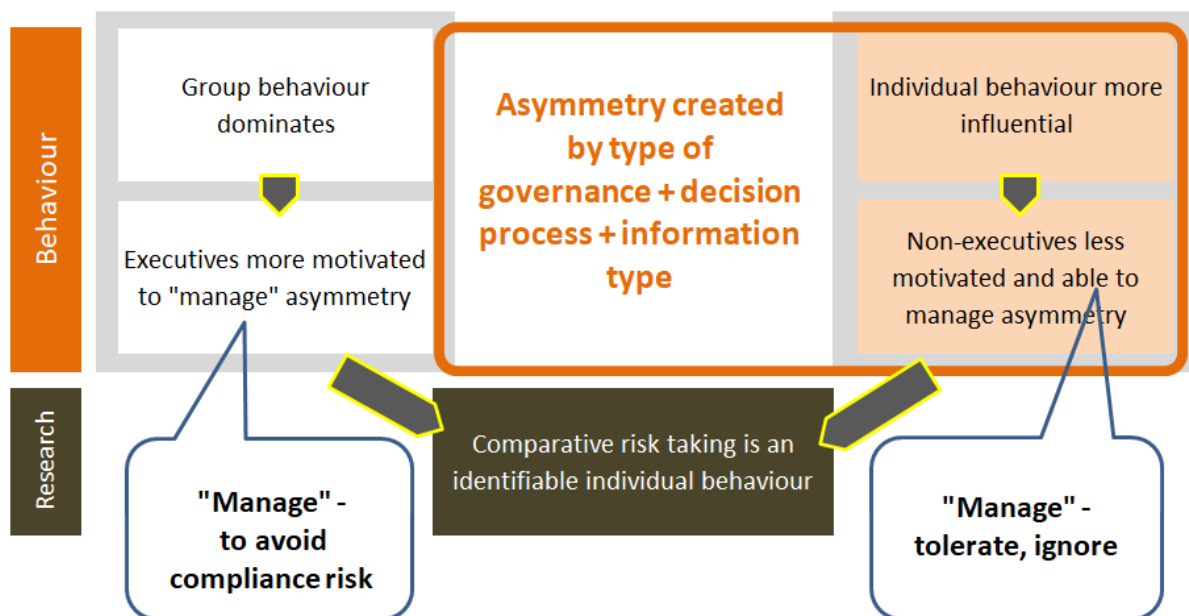 Behaviour
Group behaviour
dominates
Executives more motivated
to "manage" asymmetry
Asymmetry created
by type of
governance + decision
process + information
type
Individual behaviour more
influential
Non-executives less
motivated and able to
manage asymmetry
Research
Comparative risk taking is an
identifiable individual behaviour
"Manage" -
to avoid
compliance risk
"Manage" -
tolerate, ignore